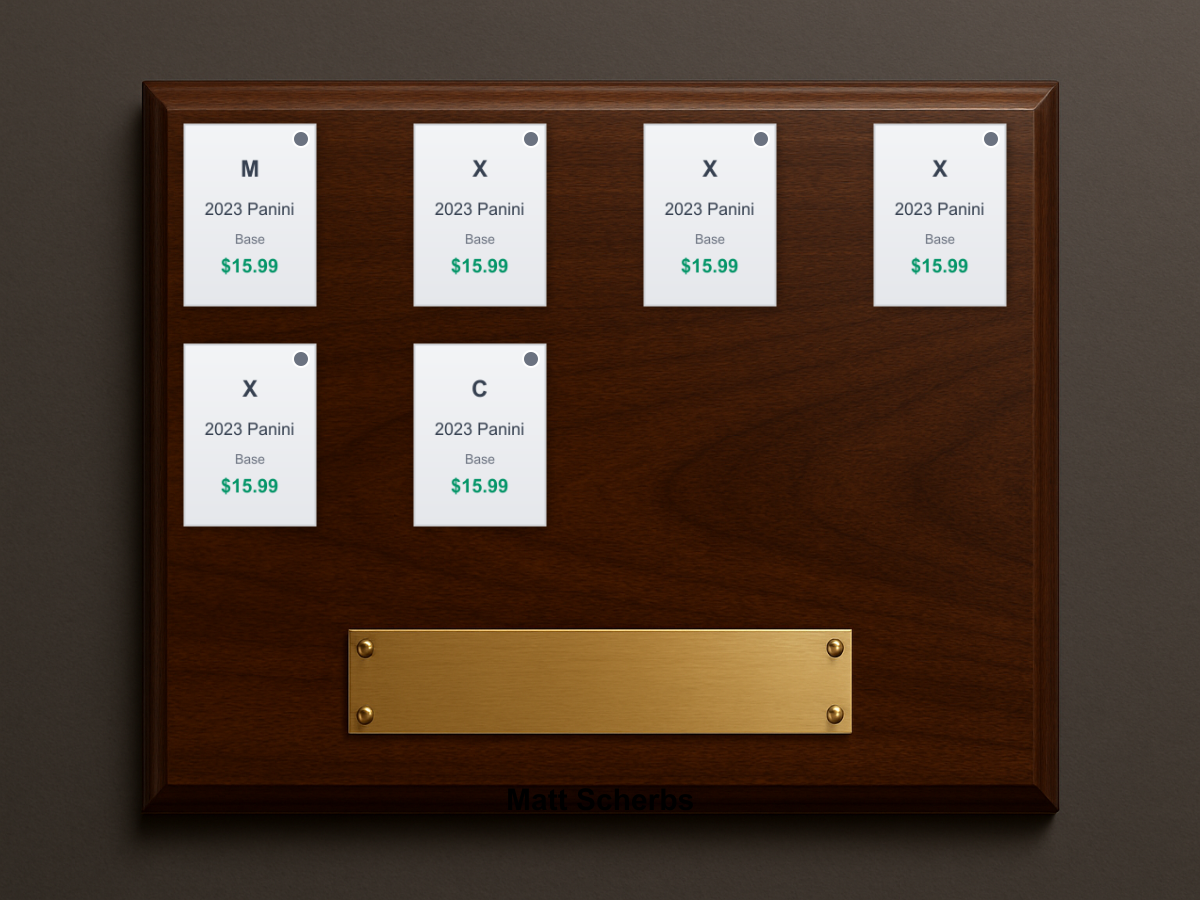 M
2023 Panini
Base
$15.99
X
2023 Panini
Base
$15.99
X
2023 Panini
Base
$15.99
X
2023 Panini
Base
$15.99
X
2023 Panini
Base
$15.99
C
2023 Panini
Base
$15.99
Matt Scherbs